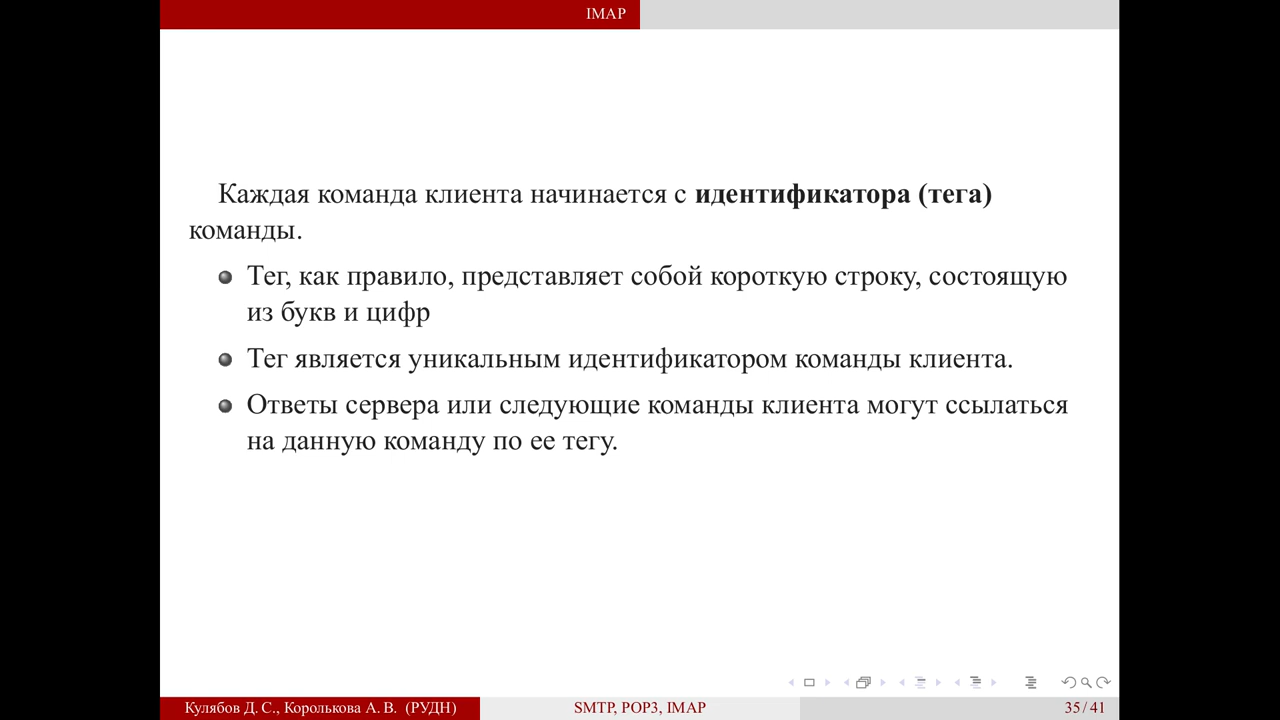 IMAP
Каждая команда клиента начинается с идентификатора (тега)
команды.
Тег, как правило, представляет собой короткую строку, состоящую
из букв и цифр
Тег является уникальным идентификатором команды клиента.
Ответы сервера или следующие команды клиента могут ссылаться
на данную команду по ее тегу.
Кулябов Д. С., Королькова А. В. (РУДН)
SMTP, POP3, IMAP
35 / 41